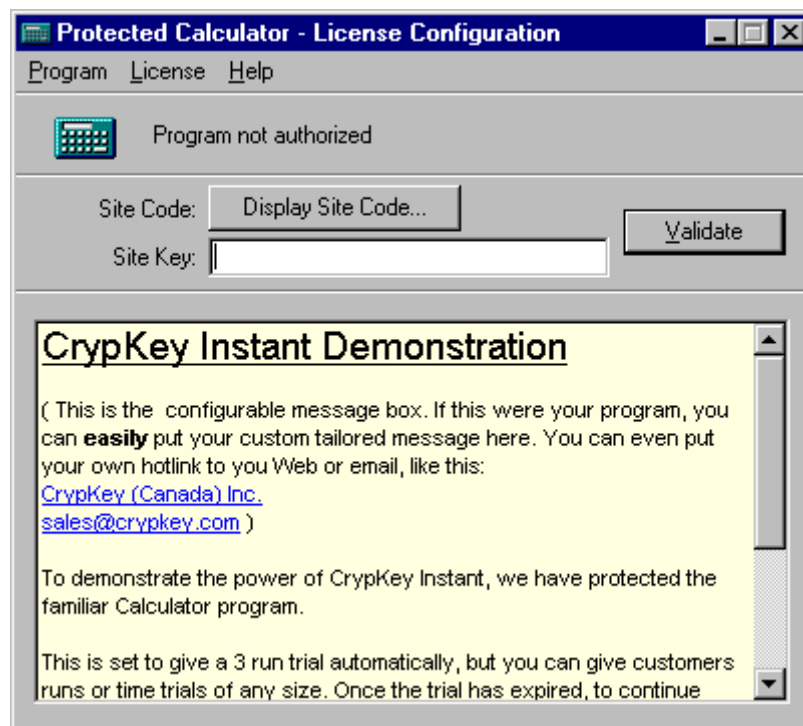 Protected Calculator - License Configuration
Program License Help
Program not authorized
Site Code: Display Site Code...
Validate
Site Key:
CrypKey Instant Demonstration
( This is the configurable message box. If this were your program, you
can easily put your custom tailored message here. You can even put
your own hotlink to you Web or email, like this:
CrypKey (Canada) Inc.
sales@crypkey.com )
To demonstrate the power of CrypKey Instant, we have protected the
familiar Calculator program.
This is set to give a 3 run trial automatically, but you can give customers
runs or time trials of any size. Once the trial has expired, to continue